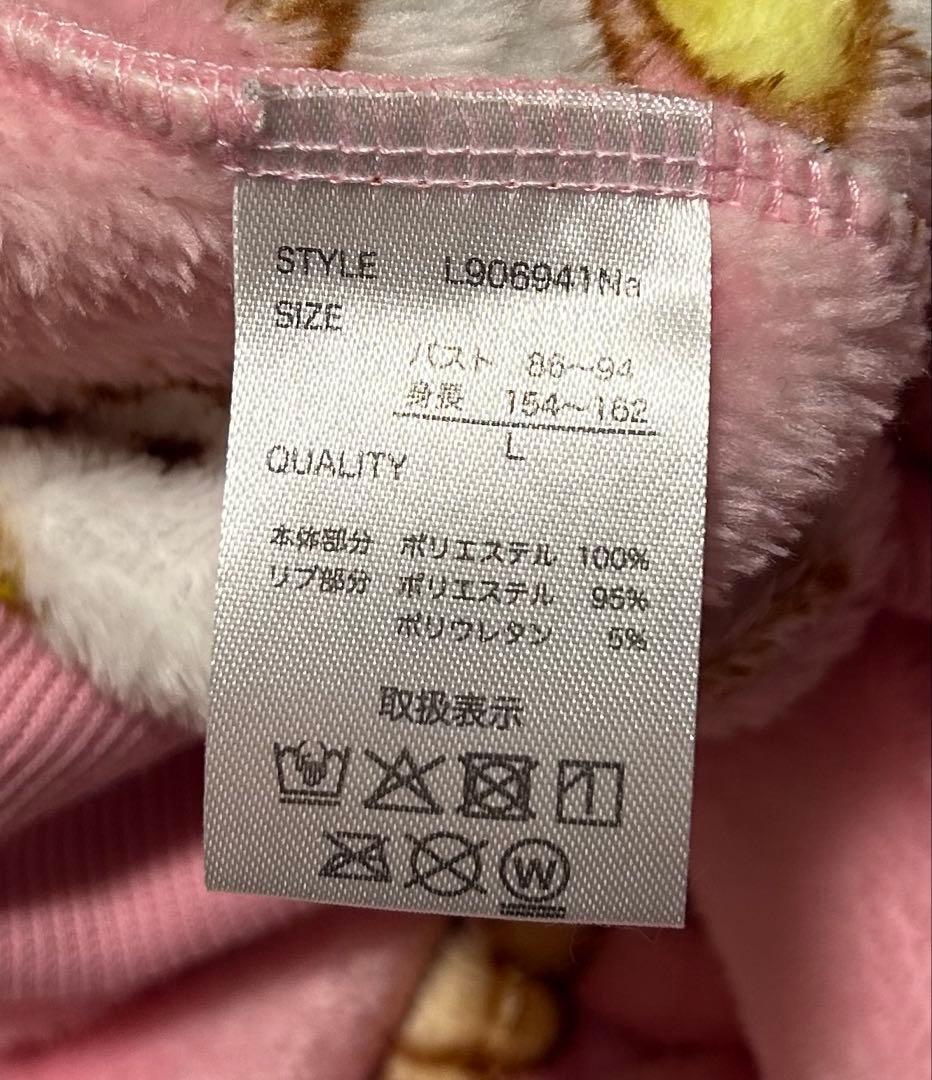 STYLE L906941Na
SIZE
バスト 86～94
身長 154～162
L
QUALITY
本体部分 ポリエステル 100%
リブ部分 ポリエステル 95%
ポリウレタン 5%
取扱表示
W